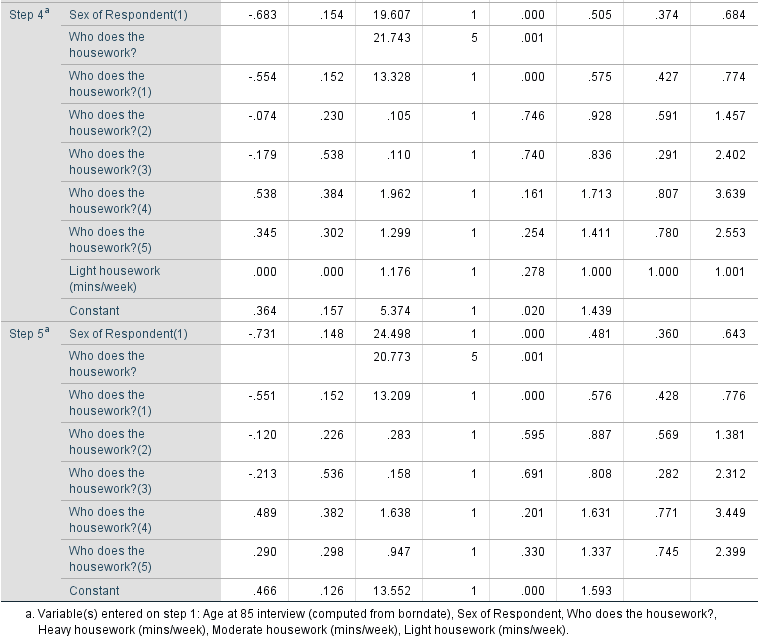 Step 4a Sex of Respondent(1) -.683 .154 19.607 1 .000 .505 .374 .684
Who does the 21.743 5 .001
housework?
Who does the -.554 .152 13.328 1 .000 .575 .427 .774
housework?(1)
Who does the -.074 .230 .105 1 .746 .928 .591 1.457
housework?(2)
Who does the -.179 .538 .110 1 .740 .836 .291 2.402
housework?(3)
Who does the .538 .384 1.962 1 .161 1.713 .807 3.639
housework?(4)
Who does the .345 .302 1.299 1 .254 1.411 .780 2.553
housework?(5)
Light housework .000 .000 1.176 1 .278 1.000 1.000 1.001
(mins/week)
Constant .364 .157 5.374 1 .020 1.439
Step 5a Sex of Respondent(1) -.731 .148 24.498 1 .000 .481 .360 .643
Who does the 20.773 5 .001
housework?
Who does the -.551 .152 13.209 1 .000 .576 .428 .776
housework?(1)
Who does the -.120 .226 .283 1 .595 .887 .569 1.381
housework?(2)
Who does the -.213 .536 .158 1 .691 .808 .282 2.312
housework?(3)
Who does the .489 .382 1.638 1 .201 1.631 .771 3.449
housework?(4)
Who does the .290 .298 .947 1 .330 1.337 .745 2.399
housework?(5)
Constant .466 .126 13.552 1 .000 1.593
a. Variable(s) entered on step 1: Age at 85 interview (computed from borndate), Sex of Respondent, Who does the housework?,
Heavy housework (mins/week), Moderate housework (mins/week), Light housework (mins/week).